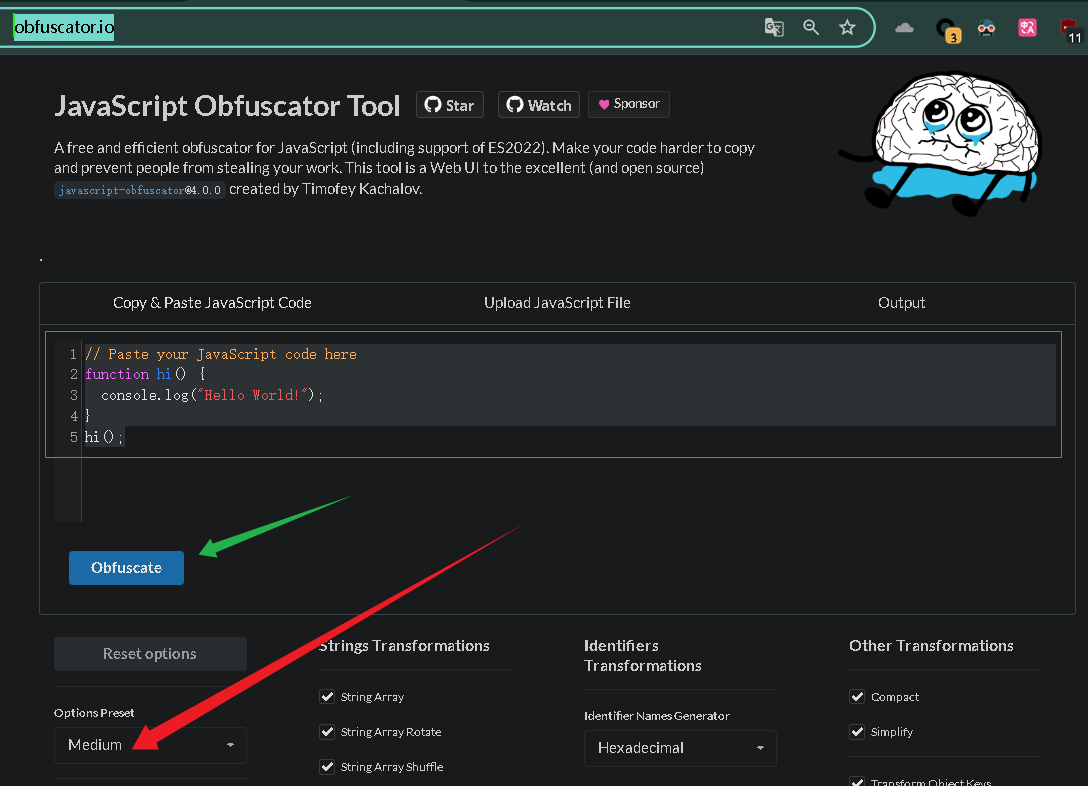 obfuscator.io
3
11
JavaScript Obfuscator Tool
Star
Watch
Sponsor
A free and efficient obfuscator for JavaScript (including support of ES2022). Make your code harder to copy
and prevent people from stealing your work. This tool is a Web UI to the excellent (and open source)
javascript-obfuscator@4.0.0 created by Timofey Kachalov.
.
Copy & Paste JavaScript Code
Upload JavaScript File
Output
1 // Paste your JavaScript code here
2 function hi() {
3 console.log("Hello World!");
4 }
5 hi();
Obfuscate
Reset options
Options Preset
Medium
Strings Transformations
String Array
String Array Rotate
String Array Shuffle
Identifiers
Transformations
Identifier Names Generator
Hexadecimal
Other Transformations
Compact
Simplify
Transform Object Keys